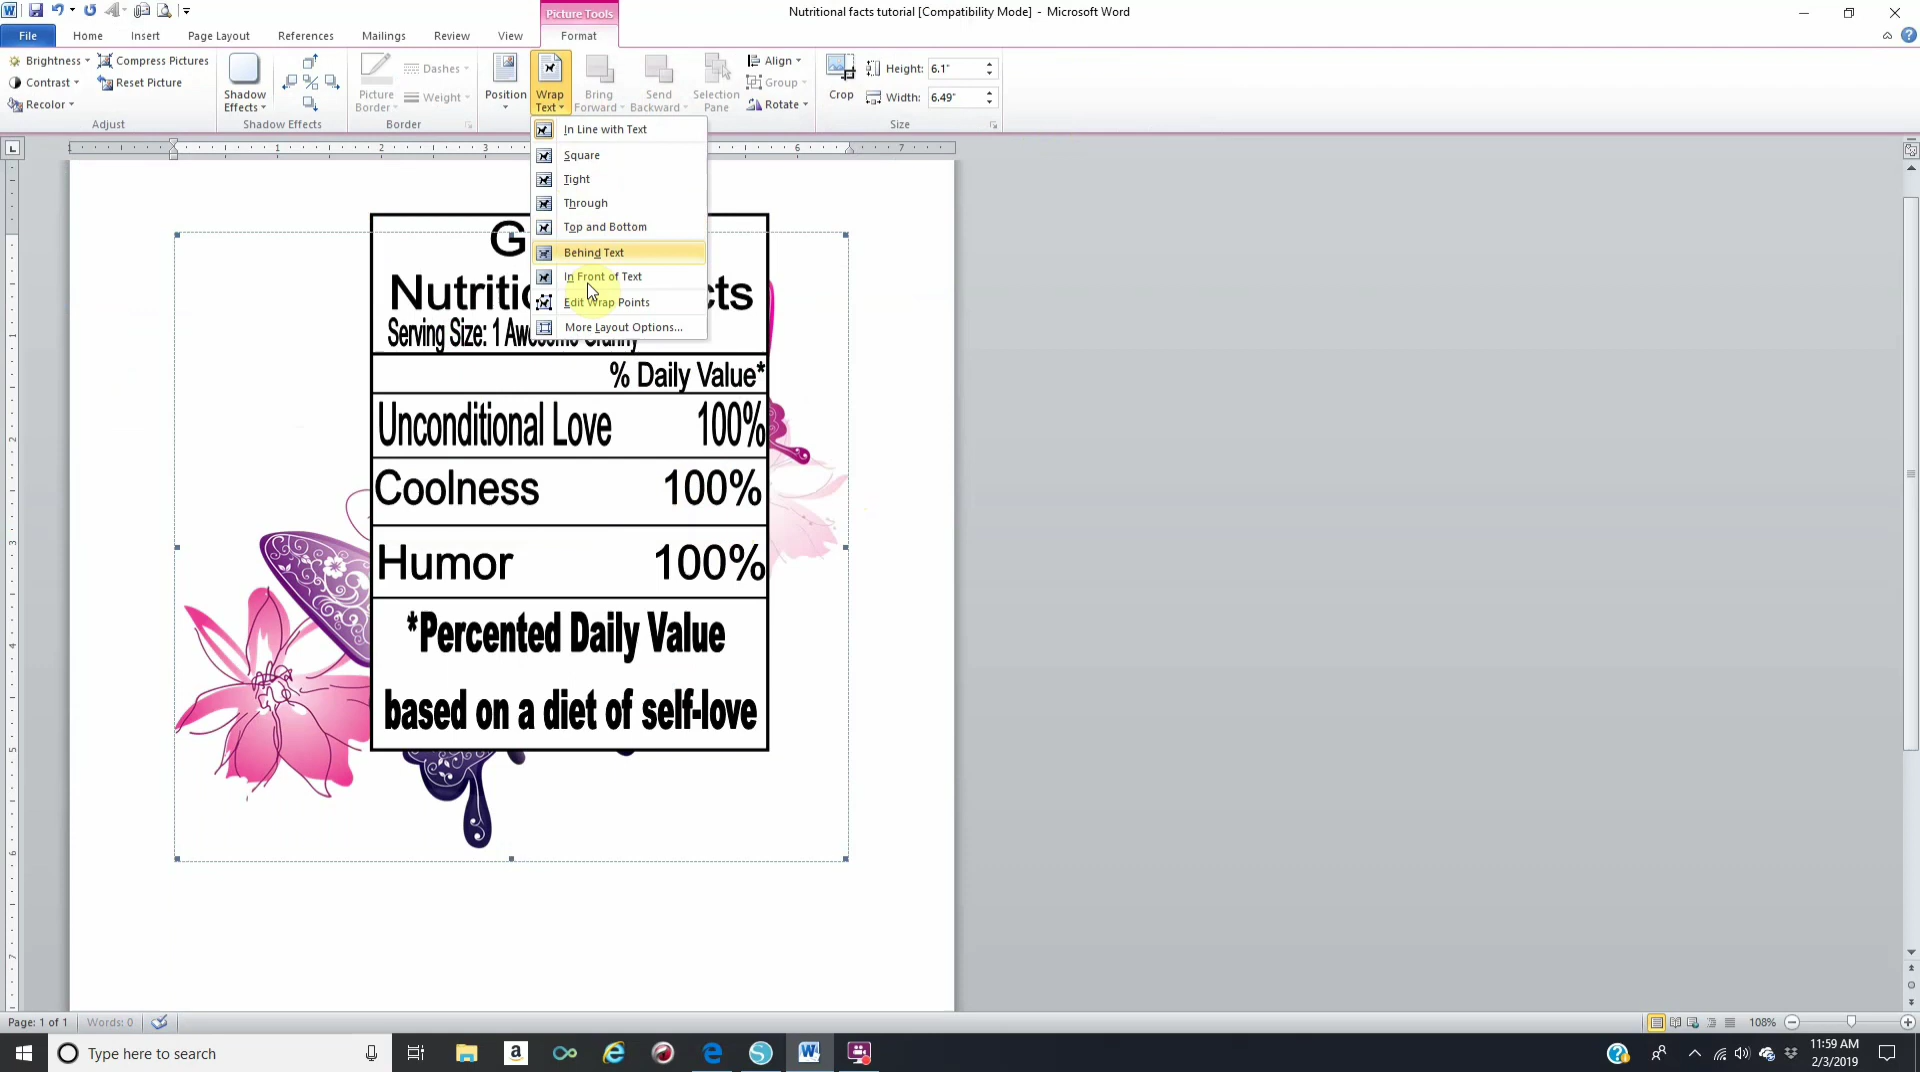 Nutritional facts tutorial [Compatibility Mode] - Microsoft Word
Picture Tools
File Home Insert Page Layout References Mailings Review View Format
Brightness Compress Pictures
Contrast Reset Picture
Recolor
Adjust
Shadow Effects
Shadow Effects
Picture Border
Dashes
Weight
Border
Position
Wrap Text
Bring Forward
Send Backward
Selection Pane
Align
Group
Rotate
Crop
Height: 6.1"
Width: 6.49"
Size
In Line with Text
Square
Tight
Through
Top and Bottom
Behind Text
In Front of Text
Edit Wrap Points
More Layout Options...
1 1 2 3 6 7
G
Serving Size: 1
% Daily Value*
Unconditional Love 100%
Coolness 100%
Humor 100%
*Percented Daily Value
based on a diet of self-love
Page: 1 of 1 Words: 0 108%
Type here to search
11:59 AM
2/3/2019